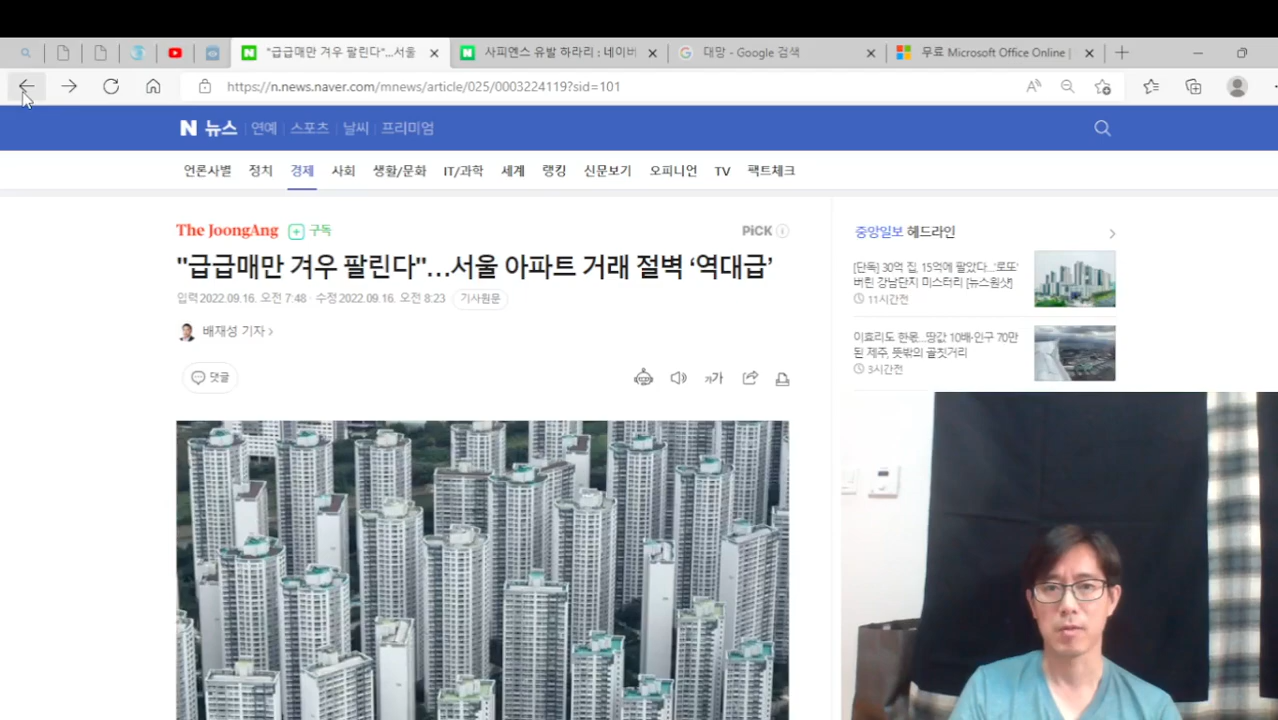 "급급매만 겨우 팔린다"...서울
사피엔스 유발 하라리 : 네이버
대망 - Google 검색
무료 Microsoft Office Online |
https://n.news.naver.com/mnews/article/025/0003224119?sid=101
N 뉴스 연예 스포츠 날씨 프리미엄
언론사별 정치 경제 사회 생활/문화 IT/과학 세계 랭킹 신문보기 오피니언 TV 팩트체크
The JoongAng 구독
PiCK
"급급매만 겨우 팔린다"…서울 아파트 거래 절벽 ‘역대급’
입력 2022.09.16. 오전 7:48 · 수정 2022.09.16. 오전 8:23 기사원문
배재성 기자
댓글
가가
중앙일보 헤드라인
[단독] 30억 집, 15억에 팔았다...'로또'
버린 강남단지 미스터리 [뉴스원샷]
11시간전
이효리도 한몫...땅값 10배·인구 70만
된 제주, 뜻밖의 골칫거리
3시간전